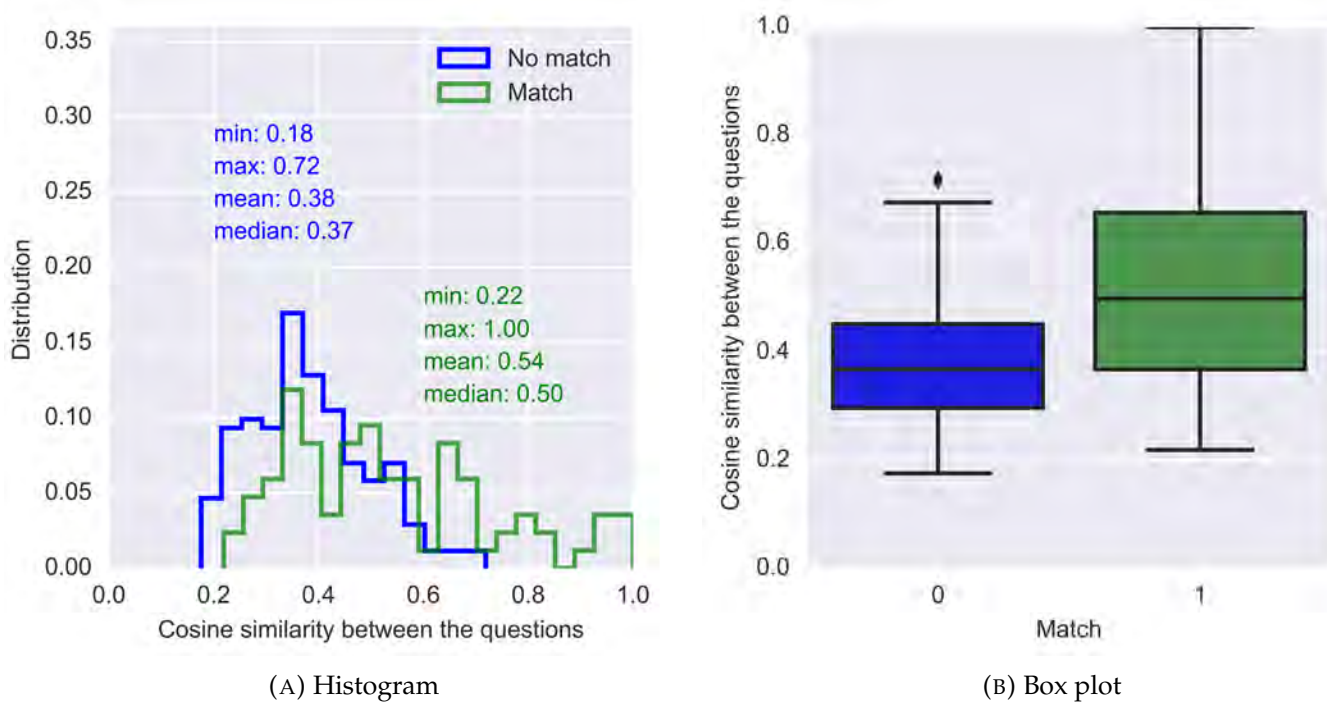 0.35
0.30
0.25
0.20
0.15
0.10
0.05
0.00
Distribution
No match
Match
min: 0.18
max: 0.72
mean: 0.38
median: 0.37
min: 0.22
max: 1.00
mean: 0.54
median: 0.50
0.0 0.2 0.4 0.6 0.8 1.0
Cosine similarity between the questions
(A) Histogram
1.0
0.8
0.6
0.4
0.2
0.0
Cosine similarity between the questions
0 1
Match
(B) Box plot